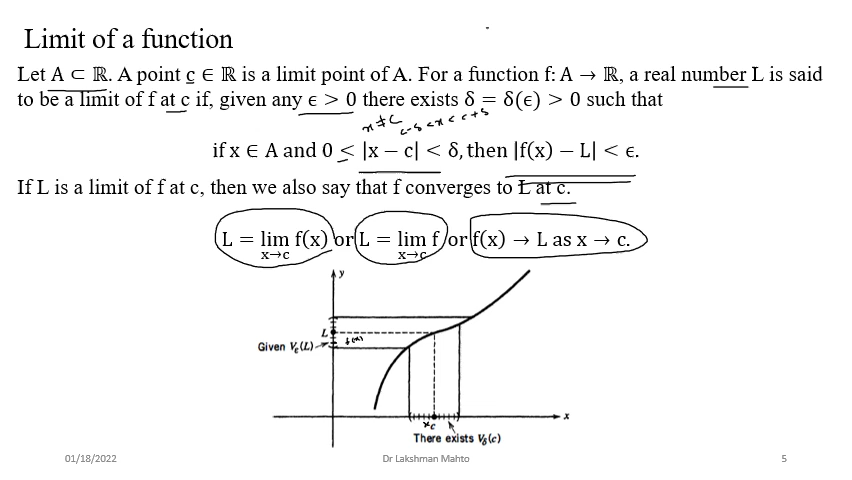 Limit of a function
Let A ⊂ ℝ. A point c ∈ ℝ is a limit point of A. For a function f: A → ℝ, a real number L is said
to be a limit of f at c if, given any ϵ > 0 there exists δ = δ(ϵ) > 0 such that
x ≠ c
c-δ < x < c+δ
if x ∈ A and 0 < |x − c| < δ, then |f(x) − L| < ϵ.
If L is a limit of f at c, then we also say that f converges to L at c.
L = lim f(x) or L = lim f or f(x) → L as x → c.
x→c x→c
y
L
Given Vε(L) f(x)
x
x c
There exists Vδ(c)
01/18/2022 Dr Lakshman Mahto 5